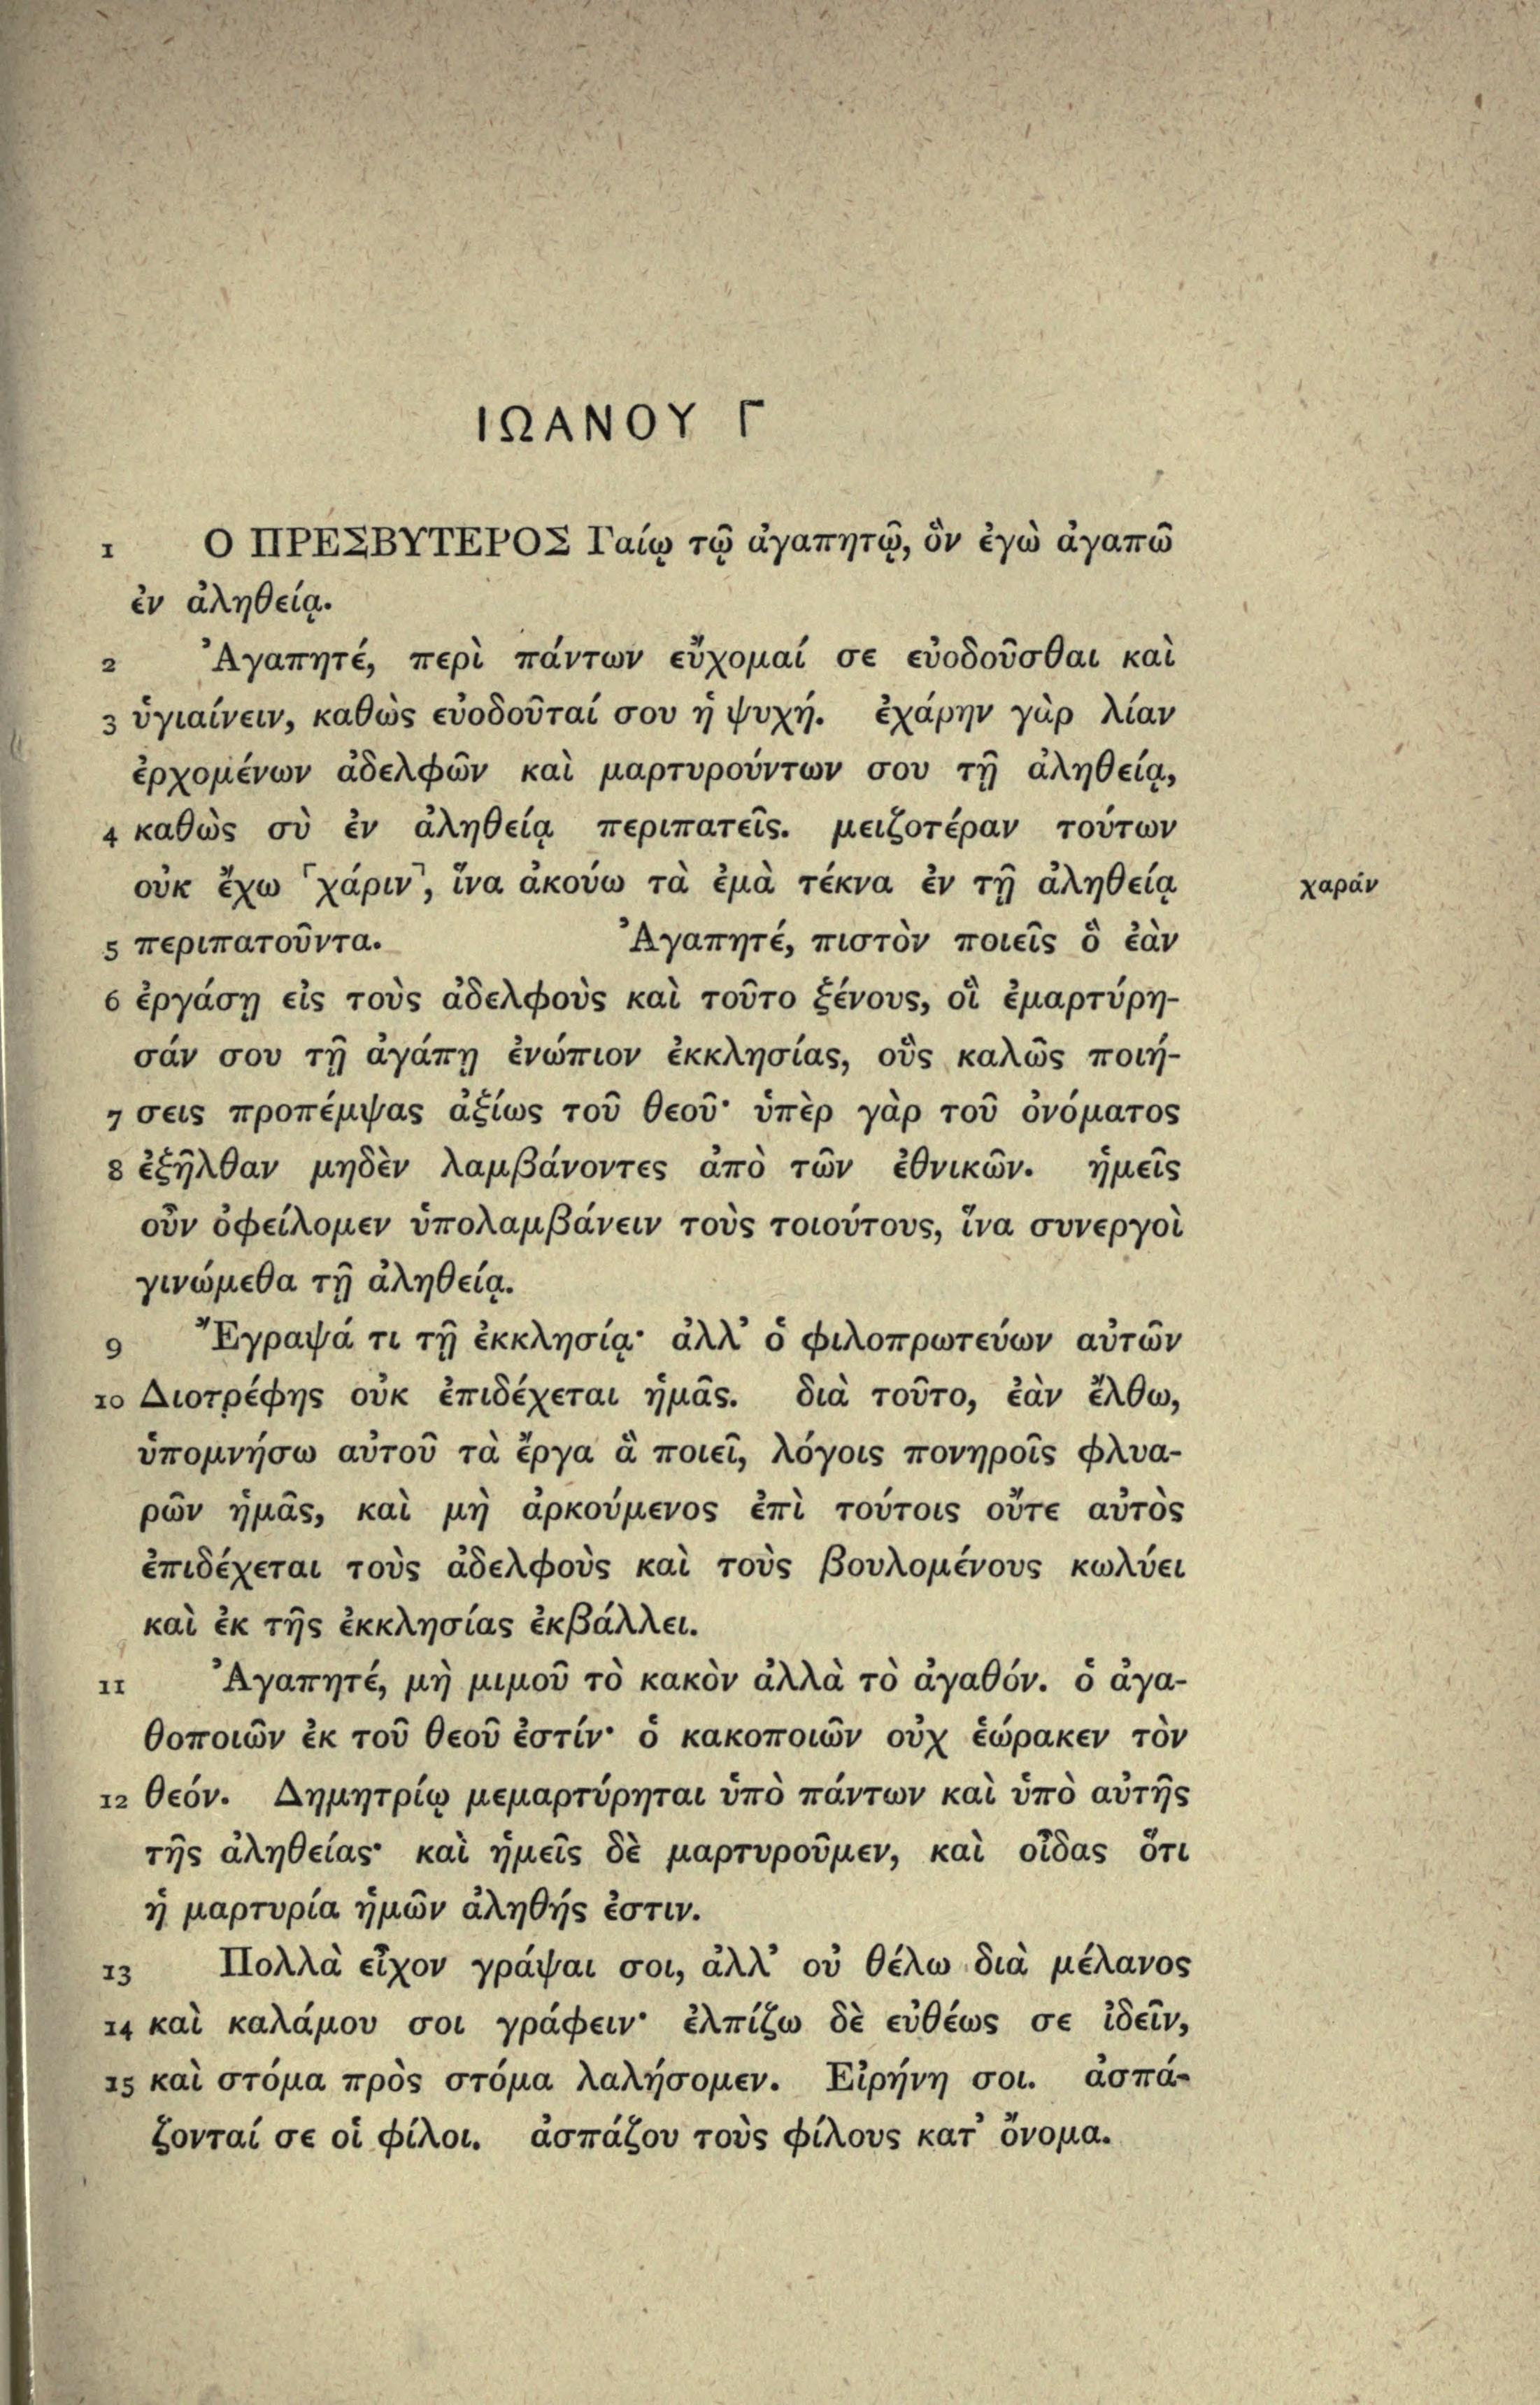 ΙΩΑΝΟΥ Γ
1 Ο ΠΡΕΣΒΥΤΕΡΟΣ Γαίῳ τῷ ἀγαπητῷ, ὃν ἐγὼ ἀγαπῶ
ἐν ἀληθείᾳ.
2 Ἀγαπητέ, περὶ πάντων εὔχομαί σε εὐοδοῦσθαι καὶ
3 ὑγιαίνειν, καθὼς εὐοδοῦταί σου ἡ ψυχή. ἐχάρην γὰρ λίαν
ἐρχομένων ἀδελφῶν καὶ μαρτυρούντων σου τῇ ἀληθείᾳ,
4 καθὼς σὺ ἐν ἀληθείᾳ περιπατεῖς. μειζοτέραν τούτων
οὐκ ἔχω ⌜χάριν⌝, ἵνα ἀκούω τὰ ἐμὰ τέκνα ἐν τῇ ἀληθείᾳ χαράν
5 περιπατοῦντα. Ἀγαπητέ, πιστὸν ποιεῖς ὃ ἐὰν
6 ἐργάσῃ εἰς τοὺς ἀδελφοὺς καὶ τοῦτο ξένους, οἳ ἐμαρτύρη-
σάν σου τῇ ἀγάπῃ ἐνώπιον ἐκκλησίας, οὓς καλῶς ποιή-
7 σεις προπέμψας ἀξίως τοῦ θεοῦ· ὑπὲρ γὰρ τοῦ ὀνόματος
8 ἐξῆλθαν μηδὲν λαμβάνοντες ἀπὸ τῶν ἐθνικῶν. ἡμεῖς
οὖν ὀφείλομεν ὑπολαμβάνειν τοὺς τοιούτους, ἵνα συνεργοὶ
γινώμεθα τῇ ἀληθείᾳ.
9 Ἔγραψά τι τῇ ἐκκλησίᾳ· ἀλλ’ ὁ φιλοπρωτεύων αὐτῶν
10 Διοτρέφης οὐκ ἐπιδέχεται ἡμᾶς. διὰ τοῦτο, ἐὰν ἔλθω,
ὑπομνήσω αὐτοῦ τὰ ἔργα ἃ ποιεῖ, λόγοις πονηροῖς φλυα-
ρῶν ἡμᾶς, καὶ μὴ ἀρκούμενος ἐπὶ τούτοις οὔτε αὐτὸς
ἐπιδέχεται τοὺς ἀδελφοὺς καὶ τοὺς βουλομένους κωλύει
καὶ ἐκ τῆς ἐκκλησίας ἐκβάλλει.
11 Ἀγαπητέ, μὴ μιμοῦ τὸ κακὸν ἀλλὰ τὸ ἀγαθόν. ὁ ἀγα-
θοποιῶν ἐκ τοῦ θεοῦ ἐστίν· ὁ κακοποιῶν οὐχ ἑώρακεν τὸν
12 θεόν. Δημητρίῳ μεμαρτύρηται ὑπὸ πάντων καὶ ὑπὸ αὐτῆς
τῆς ἀληθείας· καὶ ἡμεῖς δὲ μαρτυροῦμεν, καὶ οἶδας ὅτι
ἡ μαρτυρία ἡμῶν ἀληθής ἐστιν.
13 Πολλὰ εἶχον γράψαι σοι, ἀλλ’ οὐ θέλω διὰ μέλανος
14 καὶ καλάμου σοι γράφειν· ἐλπίζω δὲ εὐθέως σε ἰδεῖν,
15 καὶ στόμα πρὸς στόμα λαλήσομεν. Εἰρήνη σοι. ἀσπά-
ζονταί σε οἱ φίλοι. ἀσπάζου τοὺς φίλους κατ’ ὄνομα.